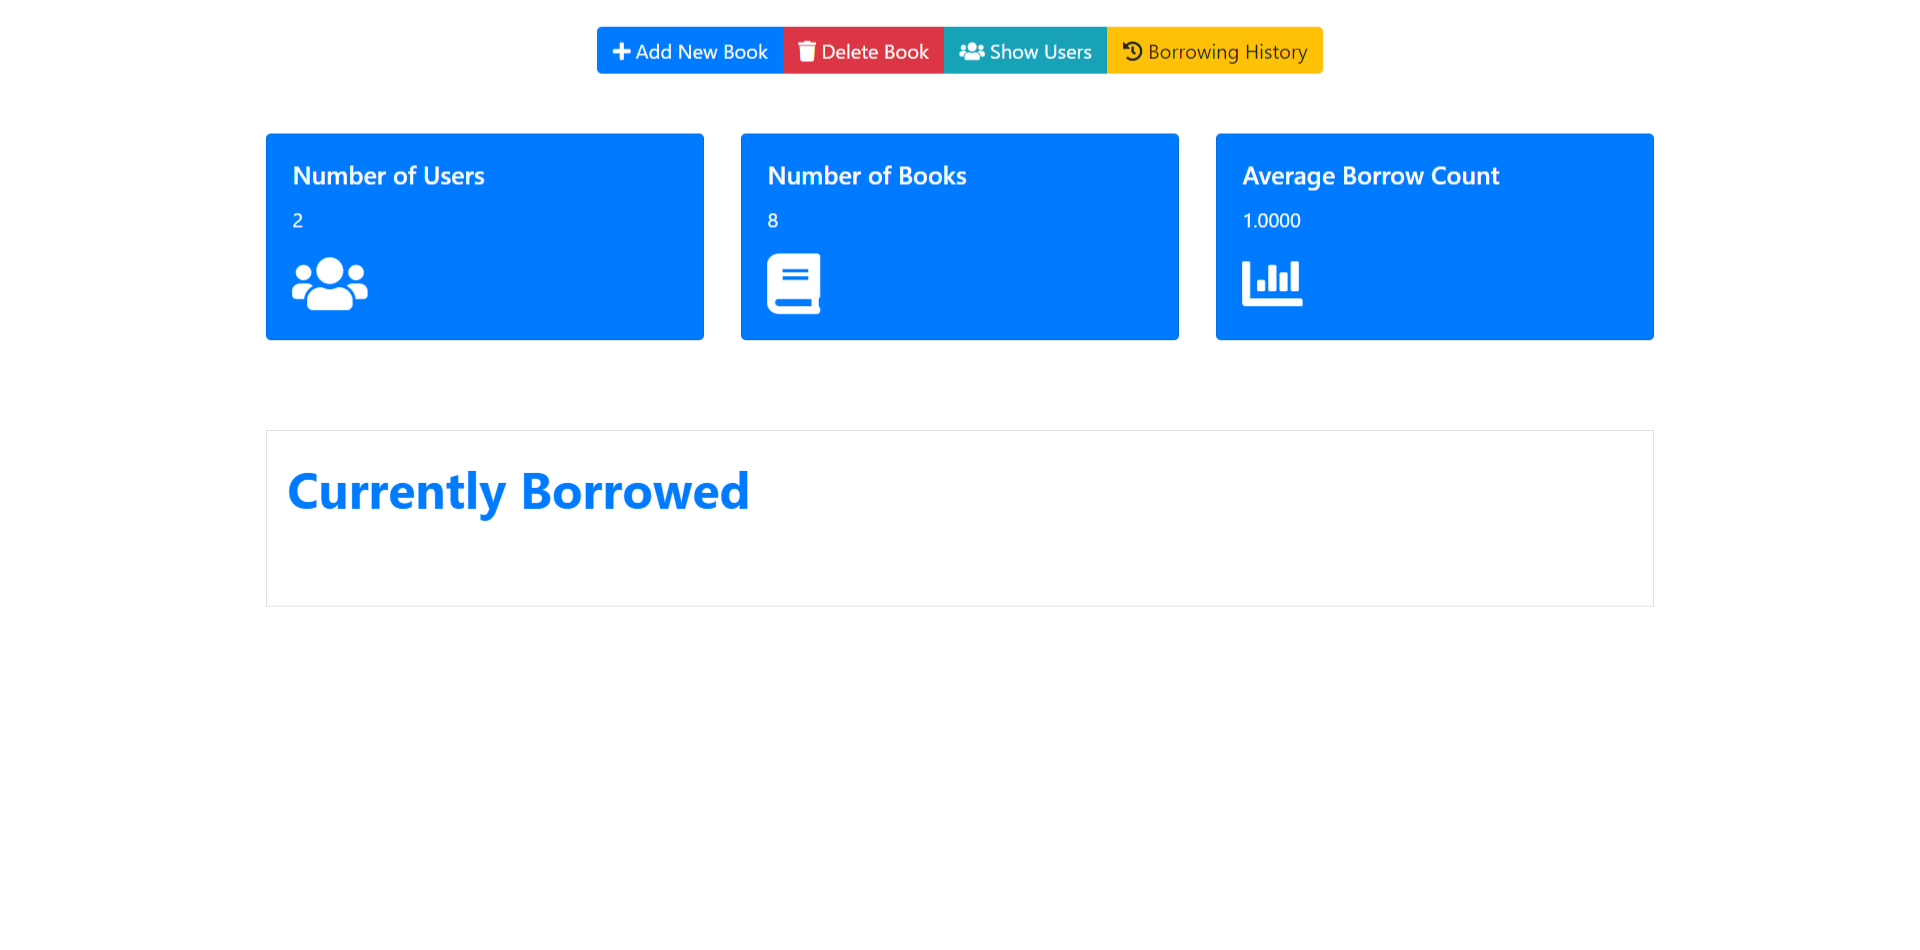 Add New Book Delete Book Show Users Borrowing History
Number of Users Number of Books Average Borrow Count
2 8 1.0000
Currently Borrowed